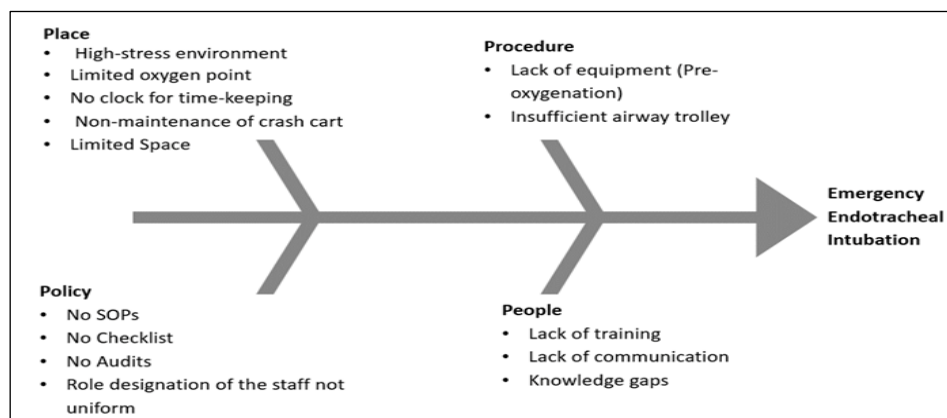 Place
• High-stress environment
• Limited oxygen point
• No clock for time-keeping
• Non-maintenance of crash cart
• Limited Space
Procedure
• Lack of equipment (Pre-
oxygenation)
• Insufficient airway trolley
Emergency
Endotracheal
Intubation
Policy
• No SOPs
• No Checklist
• No Audits
• Role designation of the staff not
uniform
People
• Lack of training
• Lack of communication
• Knowledge gaps